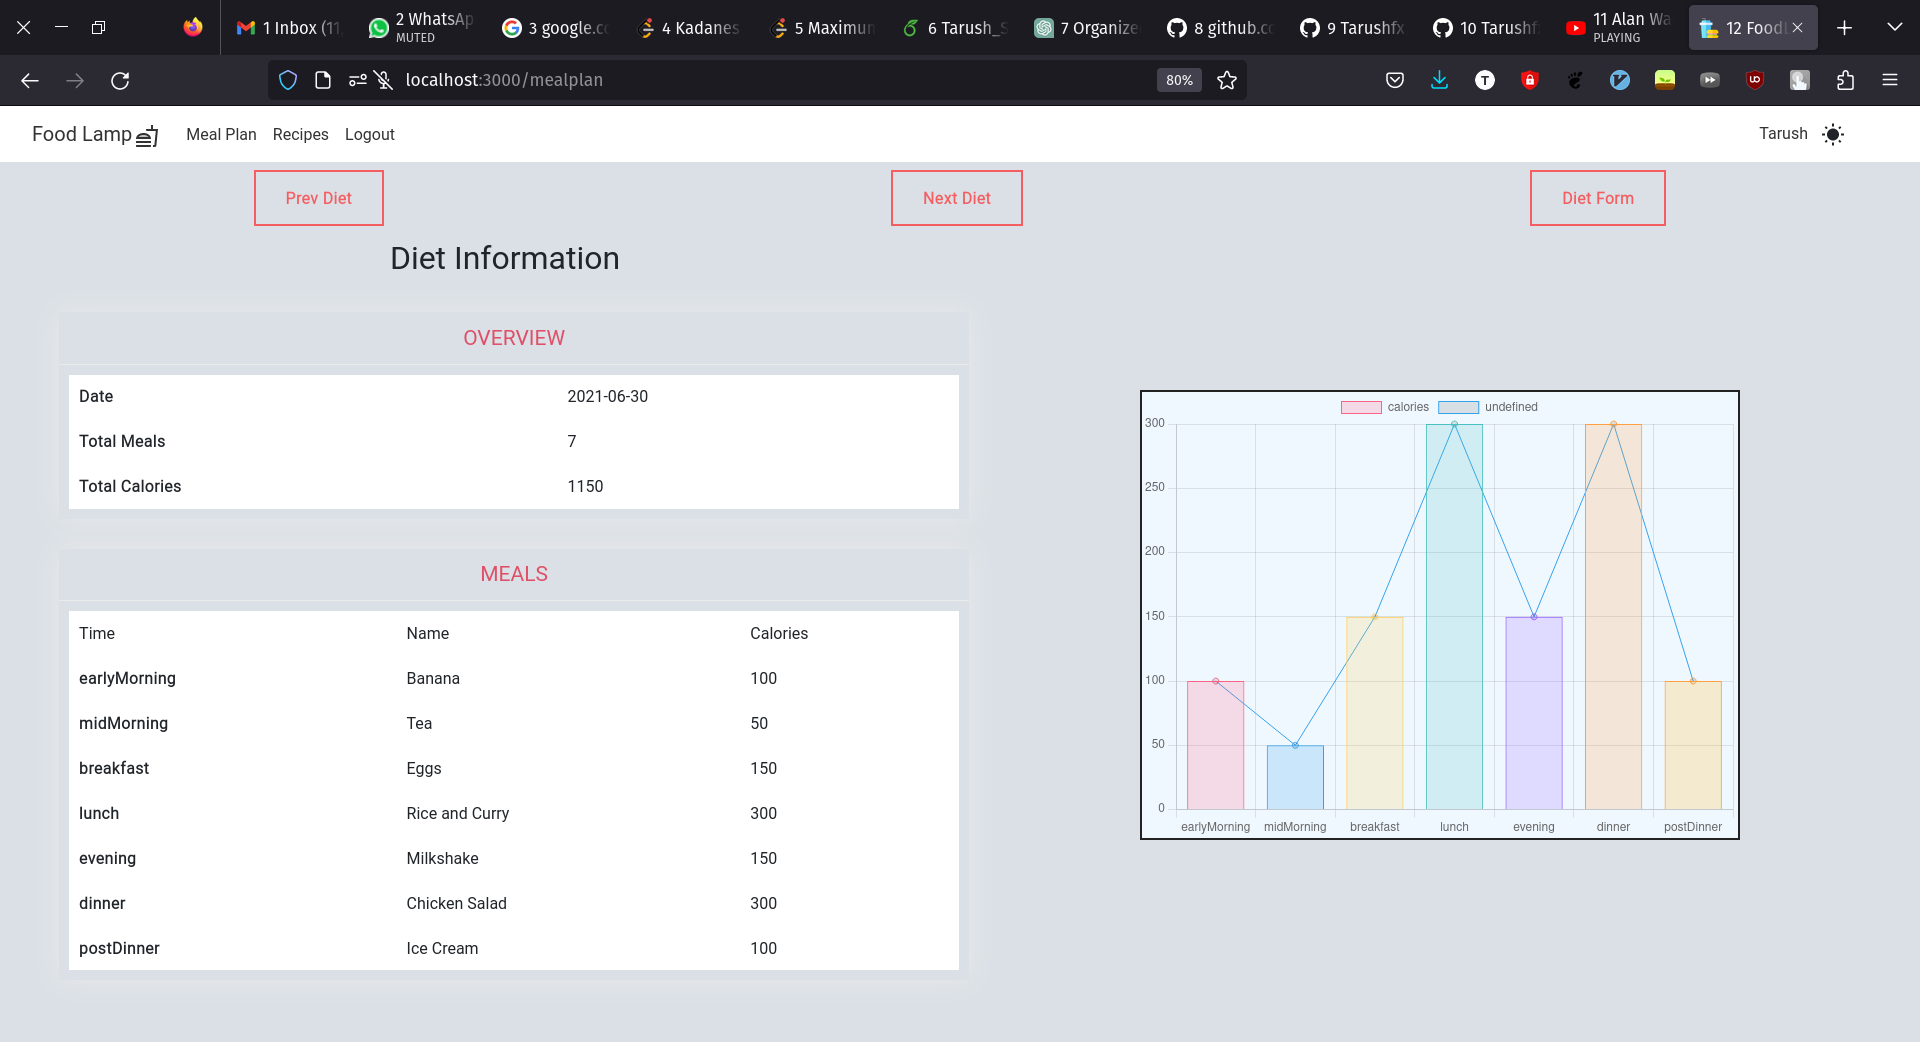 1 Inbox (11
2 WhatsAp
MUTED
3 google.co
4 Kadanes
5 Maximum
6 Tarush_S
7 Organize
8 github.co
9 Tarushfx
10 Tarushf
11 Alan Wa
PLAYING
12 Foodl
localhost:3000/mealplan
80%
Food Lamp
Meal Plan
Recipes
Logout
Tarush
Prev Diet
Next Diet
Diet Form
Diet Information
OVERVIEW
Date 2021-06-30
Total Meals 7
Total Calories 1150
MEALS
Time Name Calories
earlyMorning Banana 100
midMorning Tea 50
breakfast Eggs 150
lunch Rice and Curry 300
evening Milkshake 150
dinner Chicken Salad 300
postDinner Ice Cream 100
calories undefined
300
250
200
150
100
50
0
earlyMorning midMorning breakfast lunch evening dinner postDinner